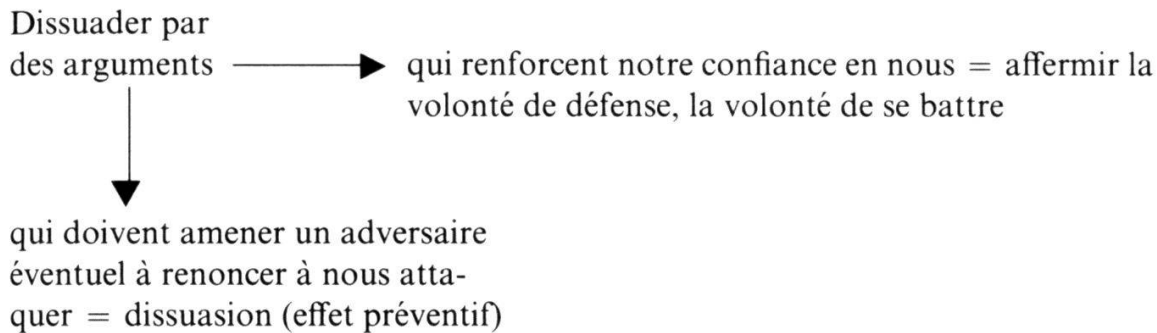 Dissuader par
des arguments
qui renforcent notre confiance en nous = affermir la
volonté de défense, la volonté de se battre
qui doivent amener un adversaire
éventuel à renoncer à nous atta-
quer = dissuasion (effet préventif)